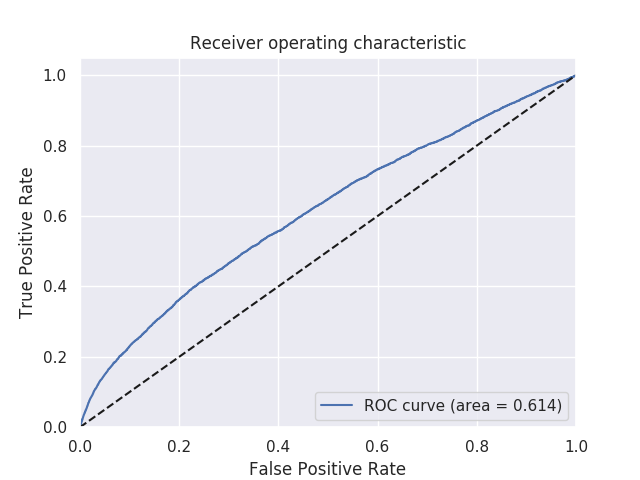 Receiver operating characteristic
True Positive Rate
1.0
0.8
0.6
0.4
0.2
0.0
ROC curve (area = 0.614)
0.0 0.2 0.4 0.6 0.8 1.0
False Positive Rate